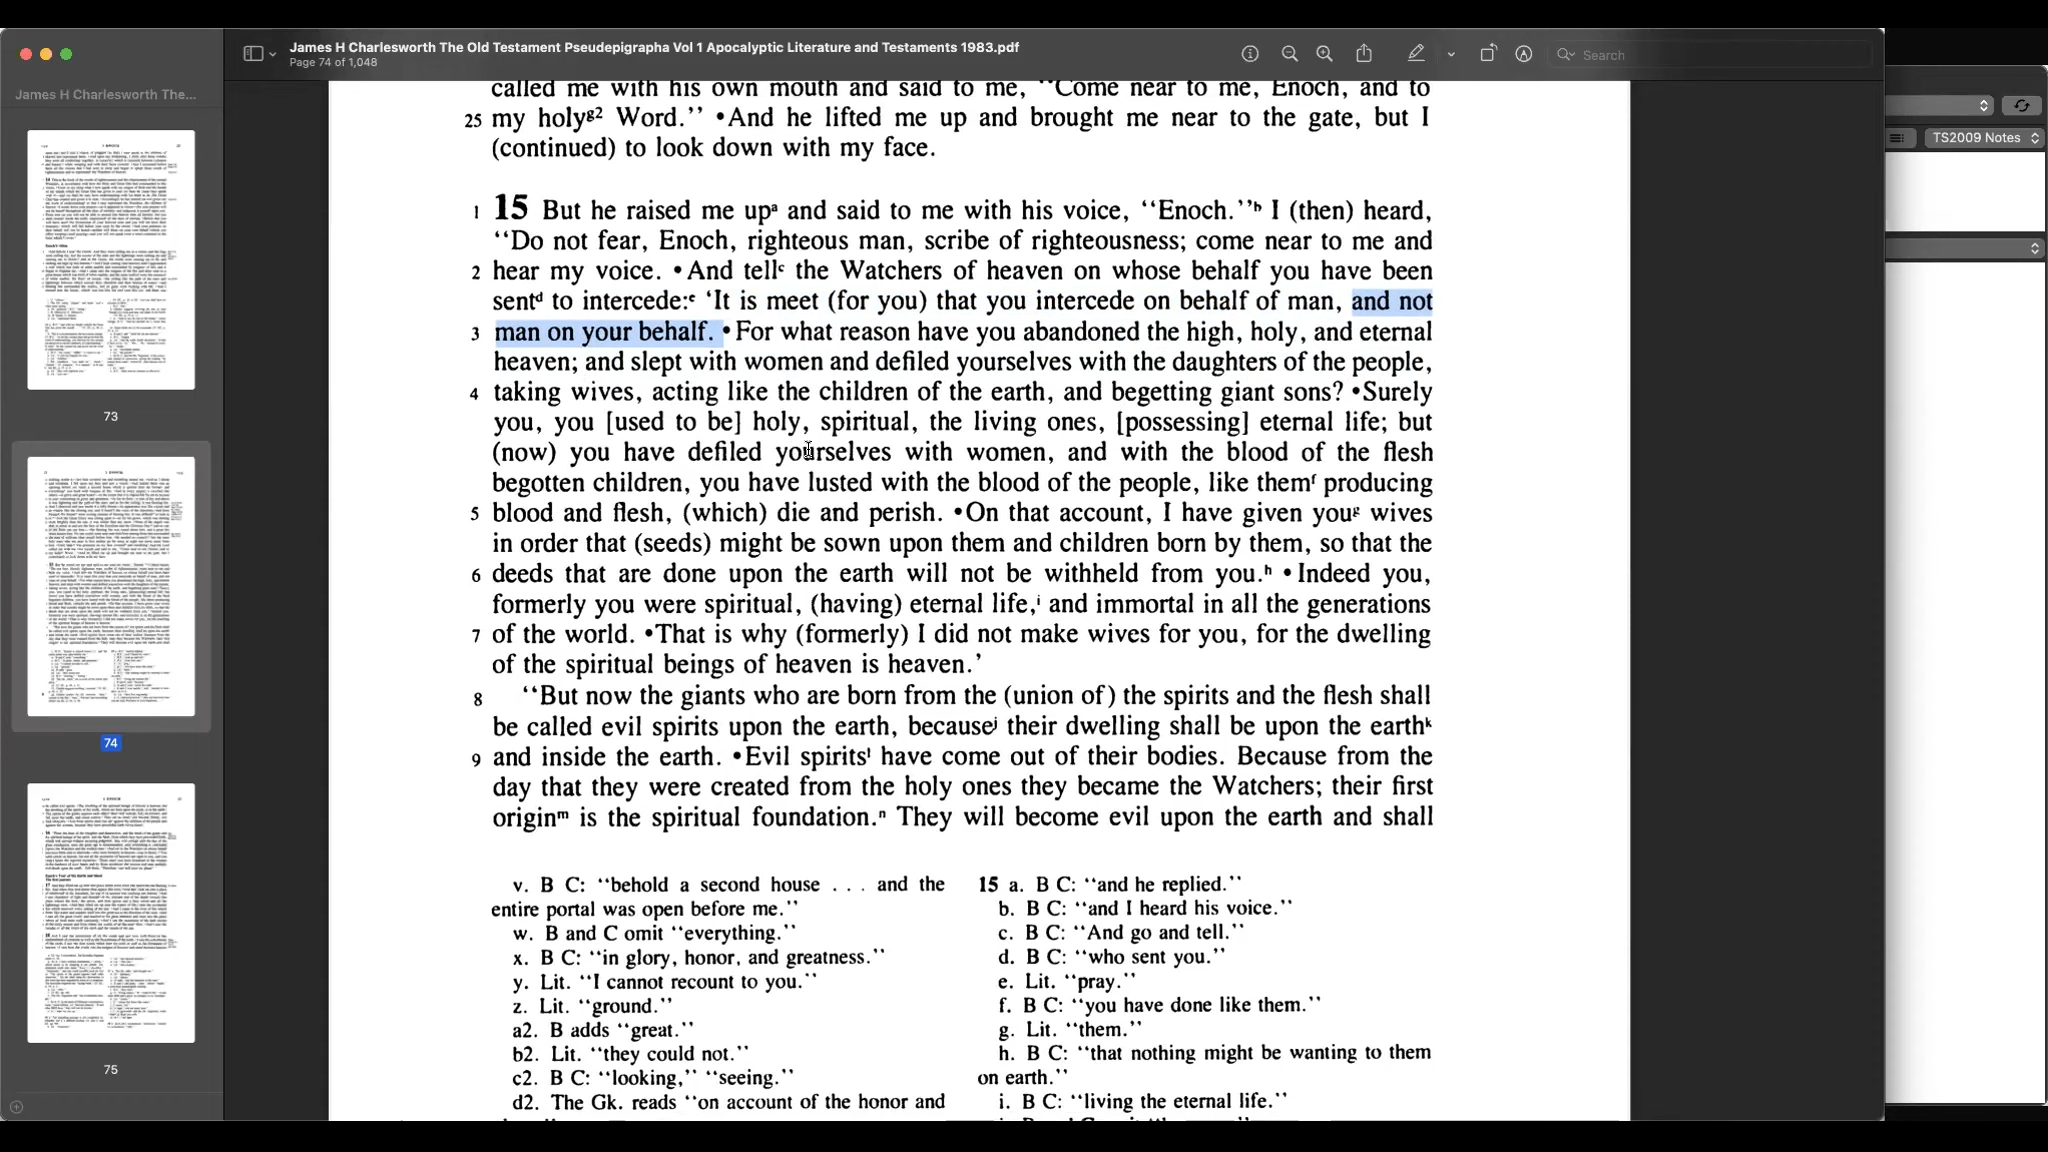 James H Charlesworth The Old Testament Pseudepigrapha Vol 1 Apocalyptic Literature and Testaments 1983.pdf
Page 74 of 1,048
Search
James H Charlesworth The...
TS2009 Notes
73
74
75
called me with his own mouth and said to me, “Come near to me, Enoch, and to
25 my holyᵍ² Word.” •And he lifted me up and brought me near to the gate, but I
(continued) to look down with my face.
1 15 But he raised me upᵃ and said to me with his voice, “Enoch.”ᵇ I (then) heard,
“Do not fear, Enoch, righteous man, scribe of righteousness; come near to me and
2 hear my voice. •And tellᶜ the Watchers of heaven on whose behalf you have been
sentᵈ to intercede:ᵉ ‘It is meet (for you) that you intercede on behalf of man, and not
3 man on your behalf. •For what reason have you abandoned the high, holy, and eternal
heaven; and slept with women and defiled yourselves with the daughters of the people,
4 taking wives, acting like the children of the earth, and begetting giant sons? •Surely
you, you [used to be] holy, spiritual, the living ones, [possessing] eternal life; but
(now) you have defiled yourselves with women, and with the blood of the flesh
begotten children, you have lusted with the blood of the people, like themᶠ producing
5 blood and flesh, (which) die and perish. •On that account, I have given youᵍ wives
in order that (seeds) might be sown upon them and children born by them, so that the
6 deeds that are done upon the earth will not be withheld from you.ʰ •Indeed you,
formerly you were spiritual, (having) eternal life,ⁱ and immortal in all the generations
7 of the world. •That is why (formerly) I did not make wives for you, for the dwelling
of the spiritual beings of heaven is heaven.’
8 “But now the giants who are born from the (union of) the spirits and the flesh shall
be called evil spirits upon the earth, becauseʲ their dwelling shall be upon the earthᵏ
9 and inside the earth. •Evil spiritsˡ have come out of their bodies. Because from the
day that they were created from the holy ones they became the Watchers; their first
originᵐ is the spiritual foundation.ⁿ They will become evil upon the earth and shall
v. B C: “behold a second house . . . and the
entire portal was open before me.”
w. B and C omit “everything.”
x. B C: “in glory, honor, and greatness.”
y. Lit. “I cannot recount to you.”
z. Lit. “ground.”
a2. B adds “great.”
b2. Lit. “they could not.”
c2. B C: “looking,” “seeing.”
d2. The Gk. reads “on account of the honor and
15 a. B C: “and he replied.”
b. B C: “and I heard his voice.”
c. B C: “And go and tell.”
d. B C: “who sent you.”
e. Lit. “pray.”
f. B C: “you have done like them.”
g. Lit. “them.”
h. B C: “that nothing might be wanting to them
on earth.”
i. B C: “living the eternal life.”